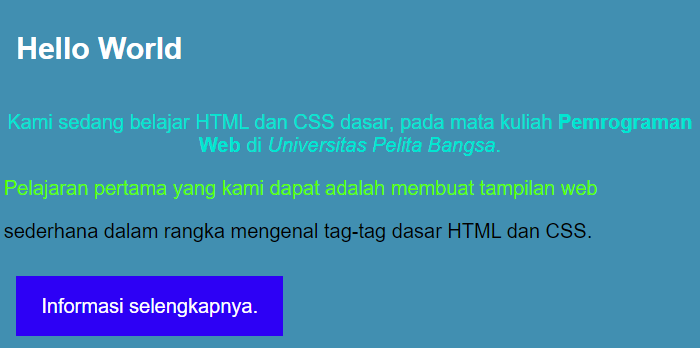 Hello World
Kami sedang belajar HTML dan CSS dasar, pada mata kuliah Pemrograman
Web di Universitas Pelita Bangsa.
Pelajaran pertama yang kami dapat adalah membuat tampilan web
sederhana dalam rangka mengenal tag-tag dasar HTML dan CSS.
Informasi selengkapnya.